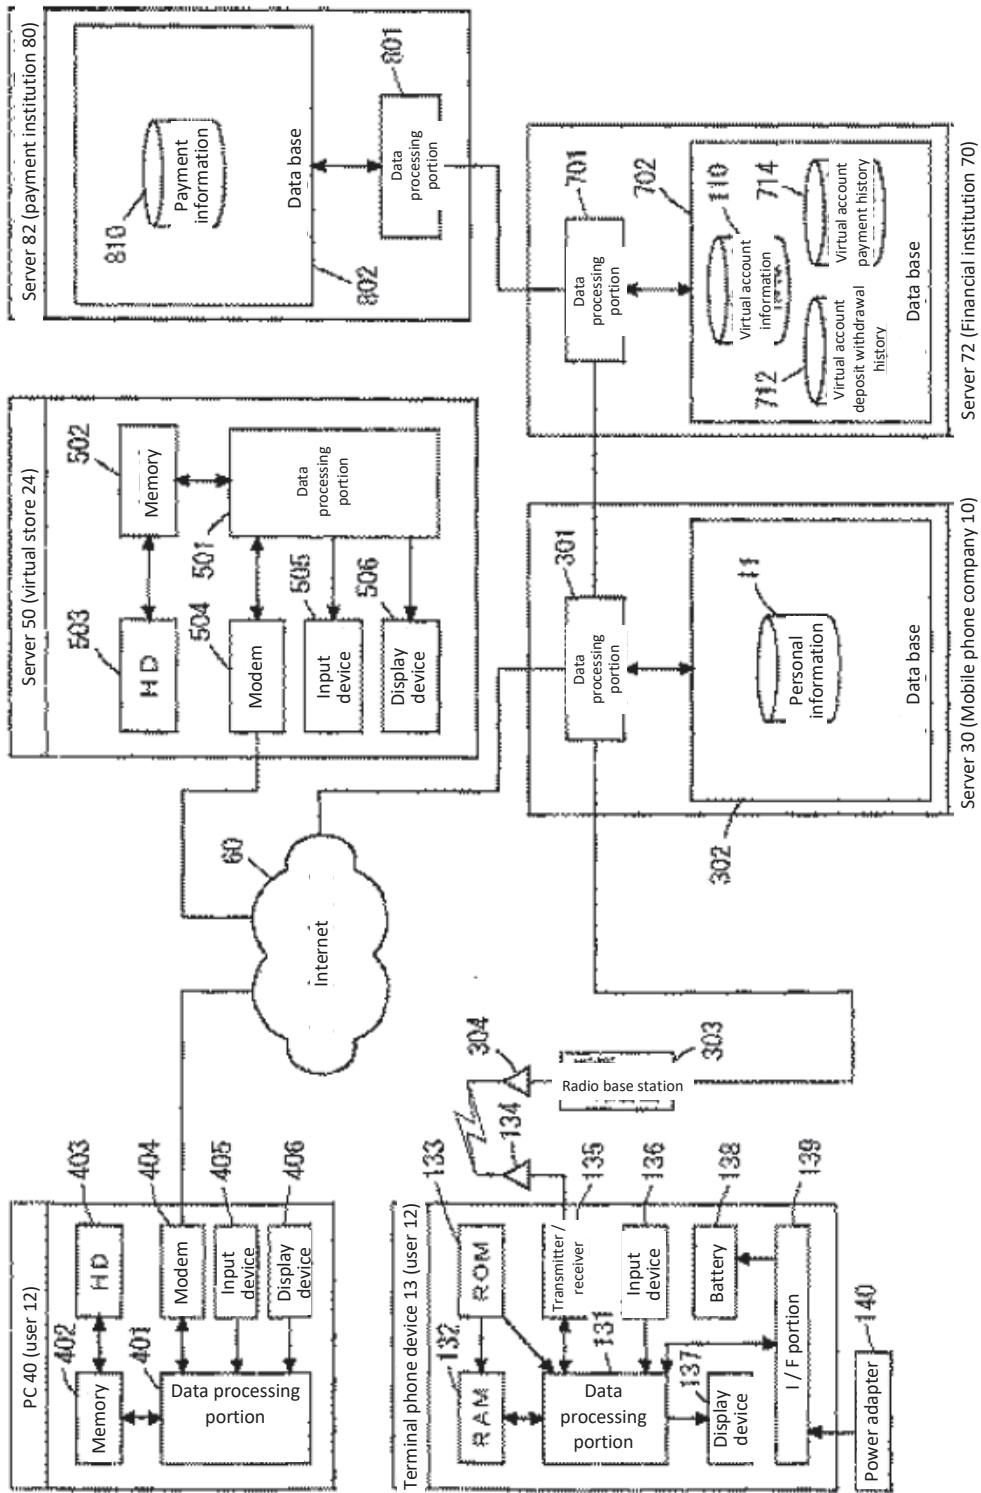 PC 40 (user 12)
402
403
Memory
HD
401
404
Data processing
portion
Modem
405
Input
device
406
Display
device
Terminal phone device 13 (user 12)
132
133
RAM
ROM
134
131
135
Data
processing
portion
Transmitter /
receiver
136
Input
device
137
Display
device
138
Battery
139
I / F portion
140
Power adapter
304
303
Radio base station
60
Internet
Server 50 (virtual store 24)
503
502
HD
Memory
504
501
Modem
Data
processing
portion
505
Input
device
506
Display
device
Server 30 (Mobile phone company 10)
301
Data
processing
portion
302
11
Personal
information
Data base
Server 82 (payment institution 80)
810
Payment
information
Data base
802
801
Data
processing
portion
Server 72 (Financial institution 70)
701
Data
processing
portion
702
110
Virtual account
information
712
714
Virtual account
deposit withdrawal
history
Virtual account
payment history
Data base